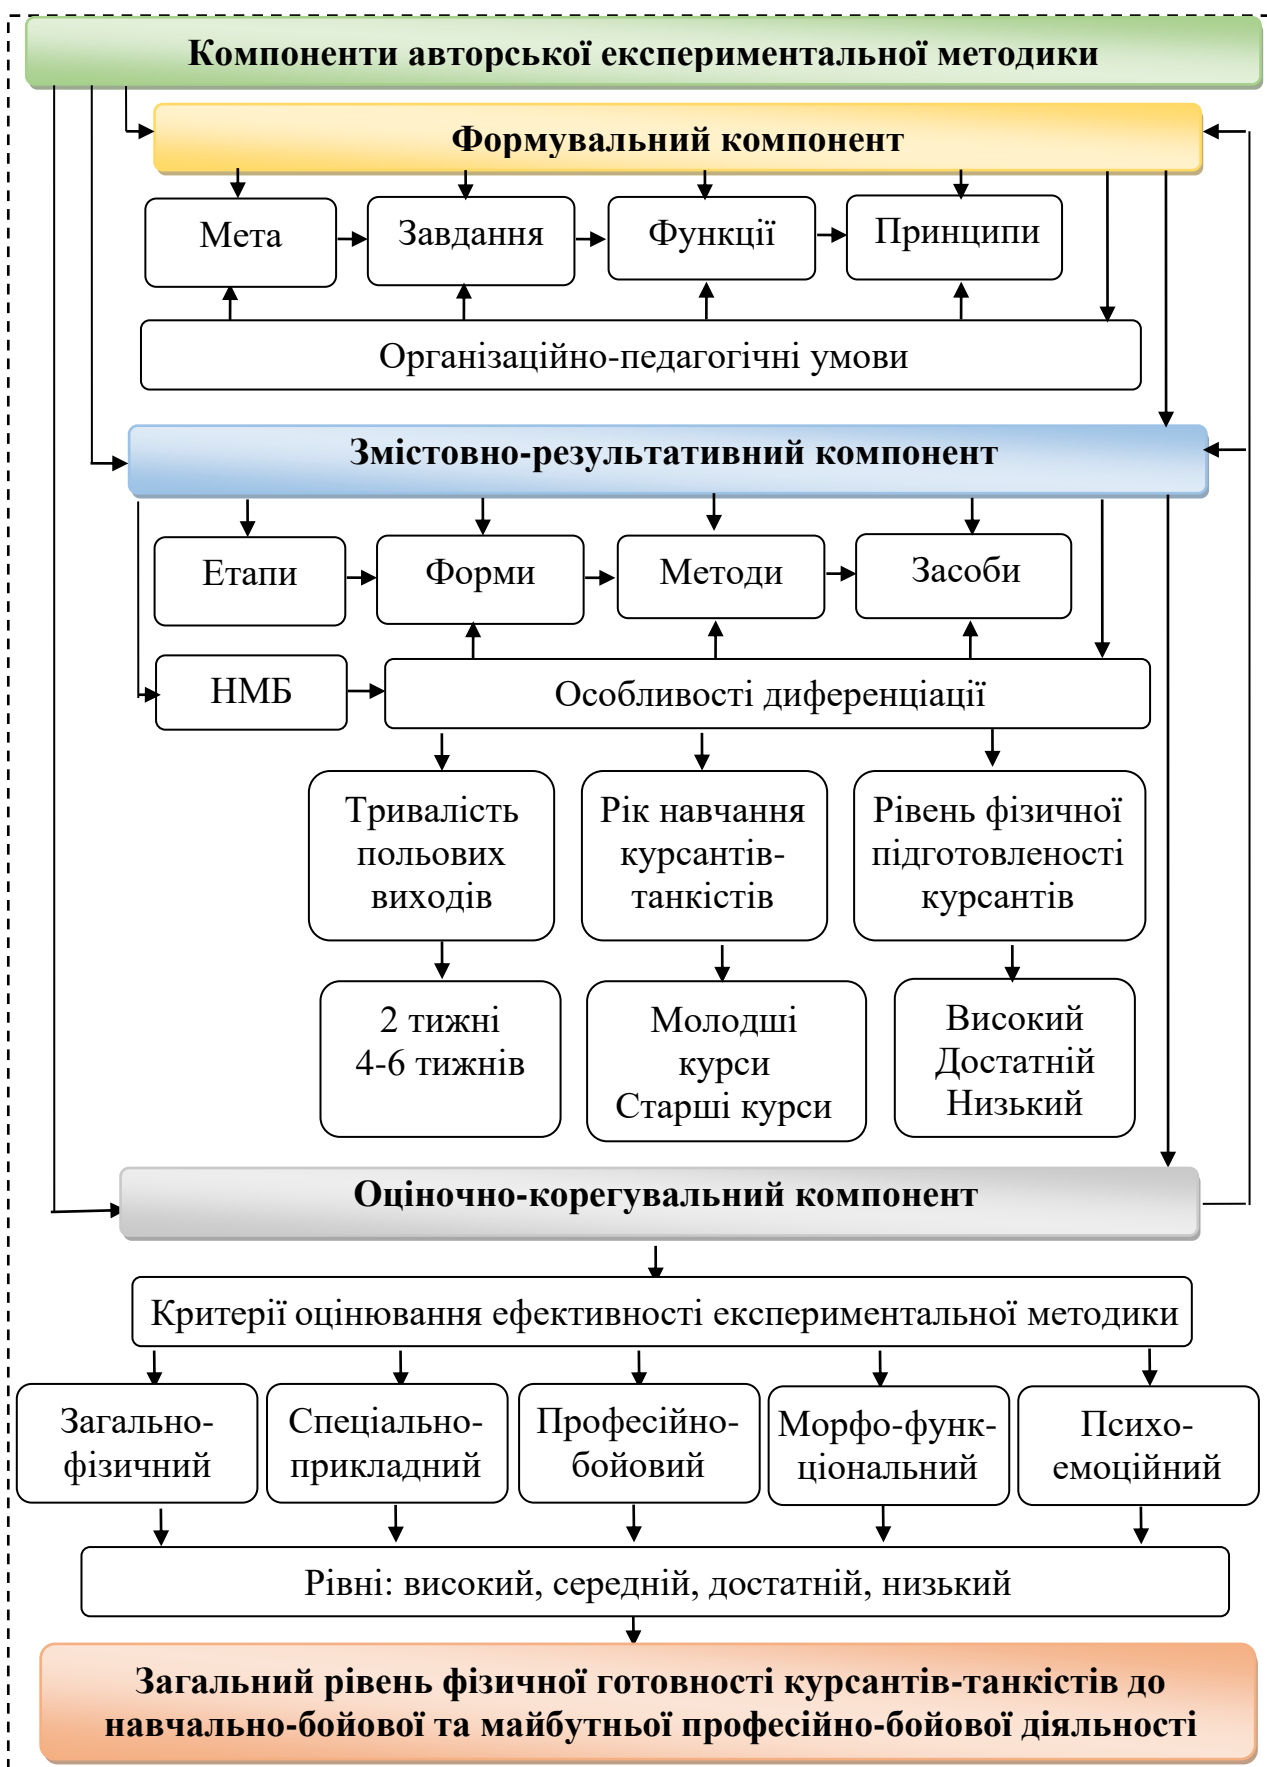 Компоненти авторської експериментальної методики
Формувальний компонент
Мета
Завдання
Функції
Принципи
Організаційно-педагогічні умови
Змістовно-результативний компонент
Етапи
Форми
Методи
Засоби
НМБ
Особливості диференціації
Тривалість
польових
виходів
Рік навчання
курсантів-
танкістів
Рівень фізичної
підготовленості
курсантів
2 тижні
4-6 тижнів
Молодші
курси
Старші курси
Високий
Достатній
Низький
Оціночно-корегувальний компонент
Критерії оцінювання ефективності експериментальної методики
Загально-
фізичний
Спеціально-
прикладний
Професійно-
бойовий
Морфо-функ-
ціональний
Психо-
емоційний
Рівні: високий, середній, достатній, низький
Загальний рівень фізичної готовності курсантів-танкістів до
навчально-бойової та майбутньої професійно-бойової діяльності